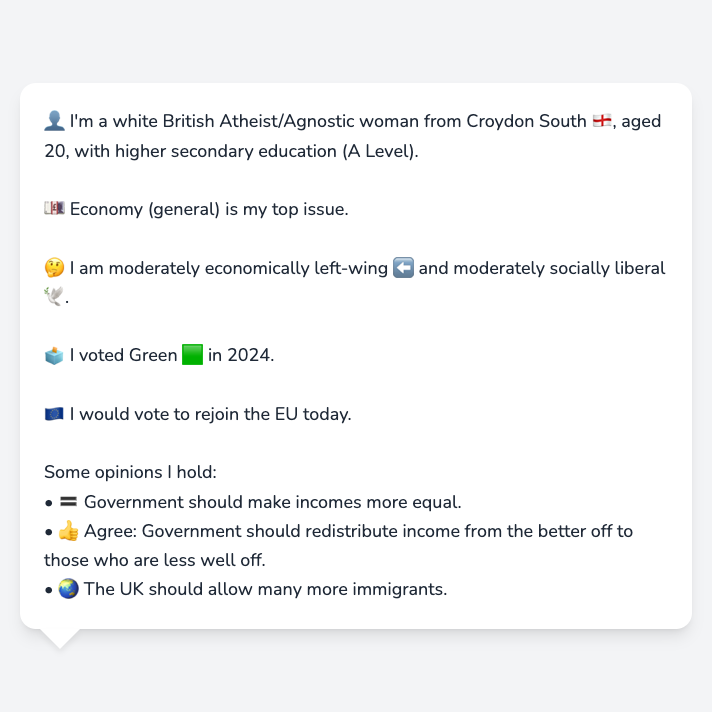 👤 I'm a white British Atheist/Agnostic woman from Croydon South 🏴󠁧󠁢󠁥󠁮󠁧󠁿, aged
20, with higher secondary education (A Level).
💷 Economy (general) is my top issue.
🤔 I am moderately economically left-wing ⬅️ and moderately socially liberal
🕊️.
🗳️ I voted Green 🟩 in 2024.
🇪🇺 I would vote to rejoin the EU today.
Some opinions I hold:
• 🟰 Government should make incomes more equal.
• 👍 Agree: Government should redistribute income from the better off to
those who are less well off.
• 🌏 The UK should allow many more immigrants.